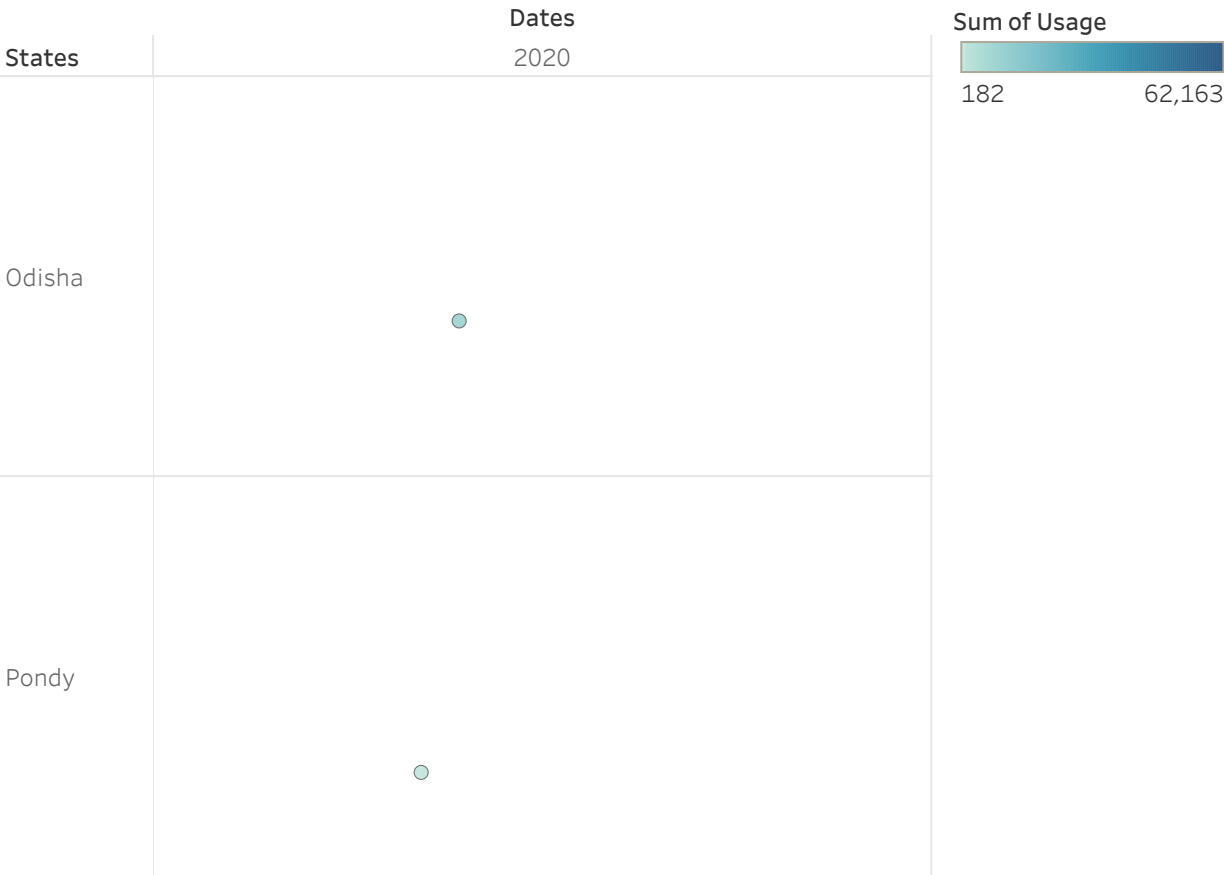 Dates
Sum of Usage
States
2020
182
62,163
Odisha
Pondy